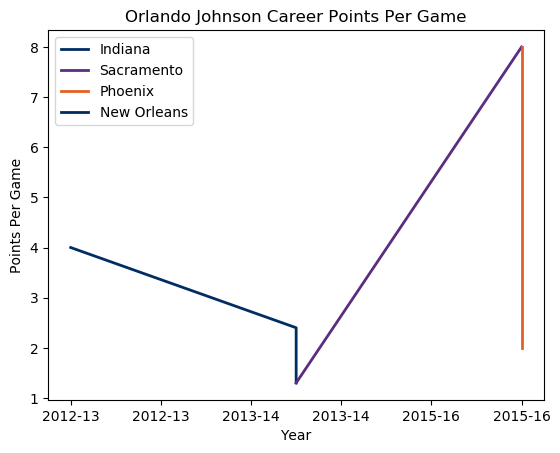 Orlando Johnson Career Points Per Game
Indiana
Sacramento
Phoenix
New Orleans
8
7
6
5
4
3
2
1
Points Per Game
2012-13 2012-13 2013-14 2013-14 2015-16 2015-16
Year